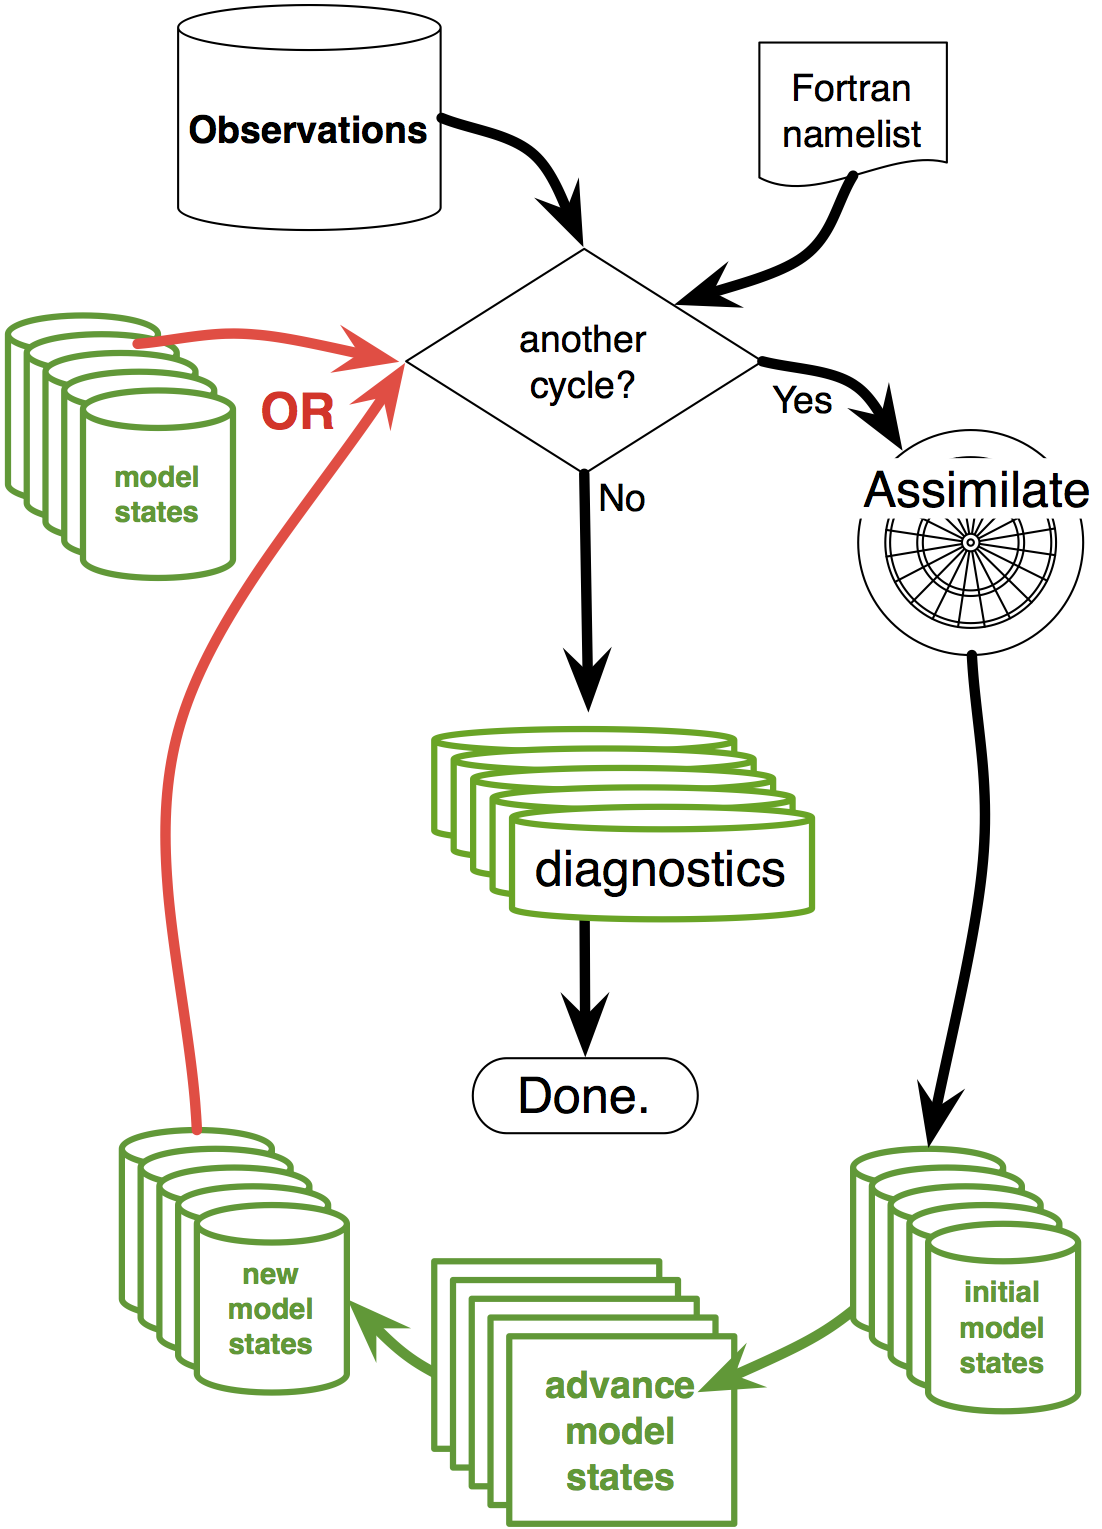 Observations
Fortran
namelist
another
cycle?
Yes
OR
model
states
No
Assimilate
diagnostics
Done.
new
model
states
initial
model
states
advance
model
states